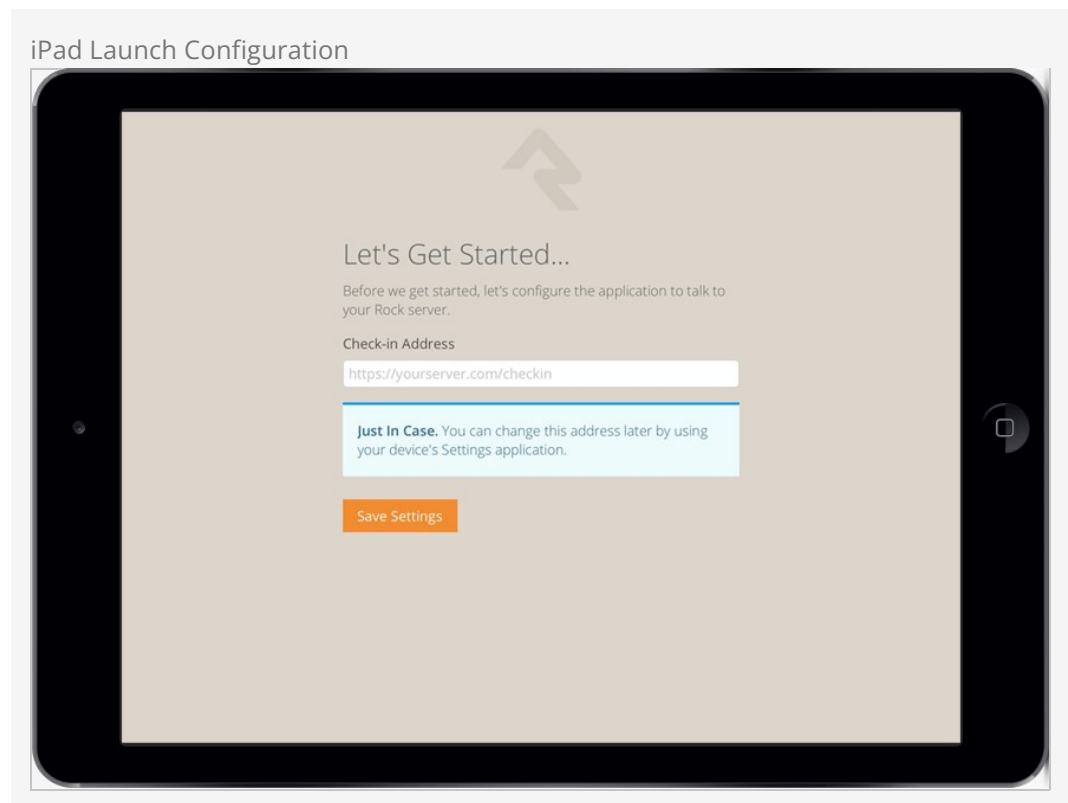 iPad Launch Configuration
Let's Get Started...
Before we get started, let's configure the application to talk to
your Rock server.
Check-in Address
https://yourserver.com/checkin
Just In Case. You can change this address later by using
your device's Settings application.
Save Settings